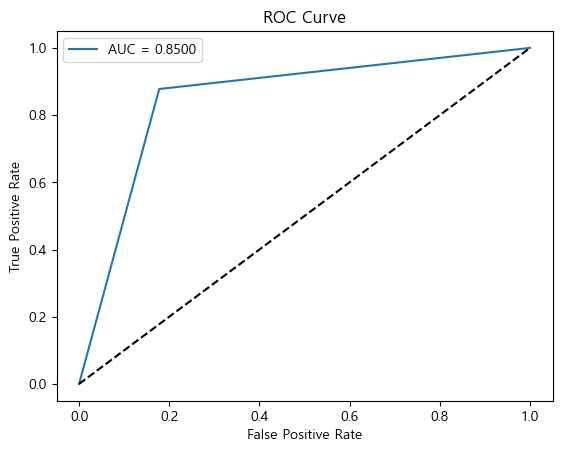 ROC Curve
AUC = 0.8500
True Positive Rate
1.0
0.8
0.6
0.4
0.2
0.0
0.0 0.2 0.4 0.6 0.8 1.0
False Positive Rate